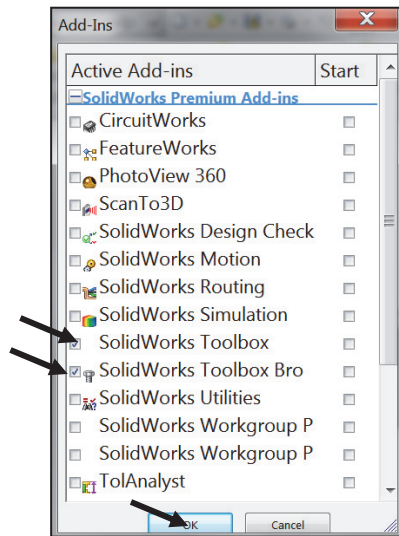 Add-Ins
Active Add-ins Start
SolidWorks Premium Add-ins
CircuitWorks
FeatureWorks
PhotoView 360
ScanTo3D
SolidWorks Design Check
SolidWorks Motion
SolidWorks Routing
SolidWorks Simulation
SolidWorks Toolbox
SolidWorks Toolbox Bro
SolidWorks Utilities
SolidWorks Workgroup P
SolidWorks Workgroup P
TolAnalyst
OK Cancel